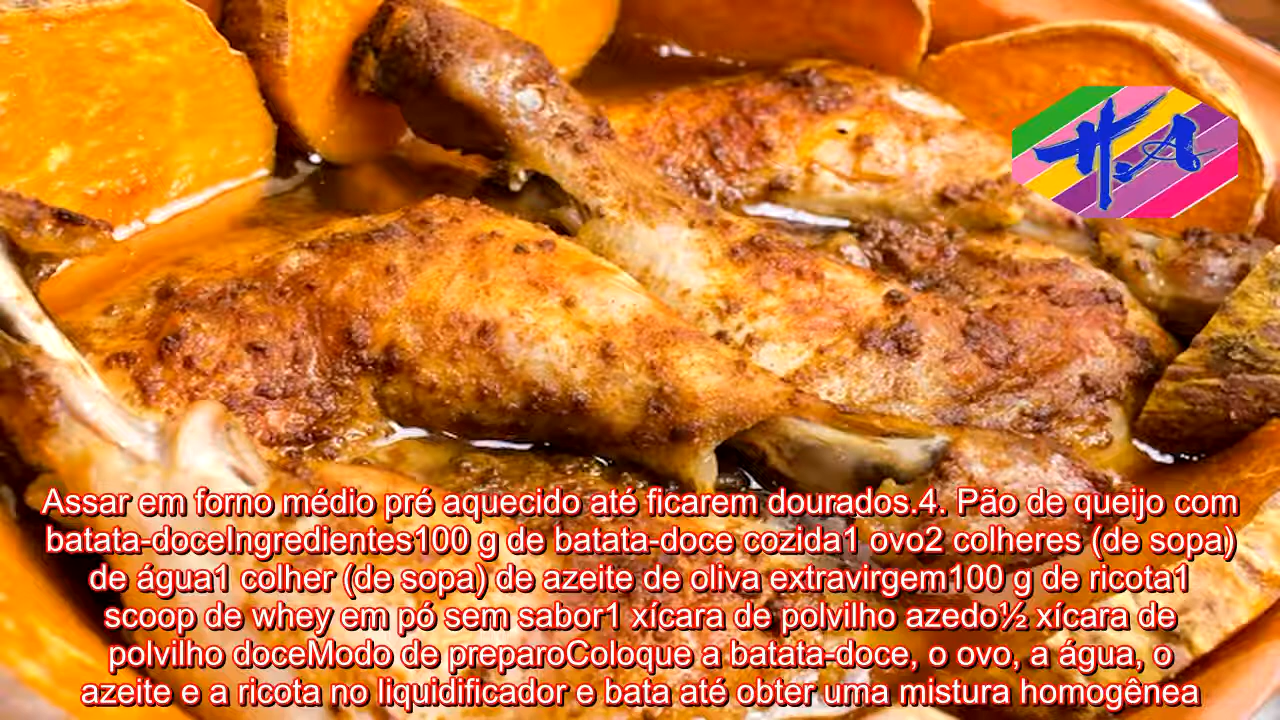 H.A
Assar em forno médio pré aquecido até ficarem dourados.4. Pão de queijo com
batata-doceIngredientes100 g de batata-doce cozida1 ovo2 colheres (de sopa)
de água1 colher (de sopa) de azeite de oliva extravirgem100 g de ricota1
scoop de whey em pó sem sabor1 xícara de polvilho azedo½ xícara de
polvilho doceModo de preparoColoque a batata-doce, o ovo, a água, o
azeite e a ricota no liquidificador e bata até obter uma mistura homogênea